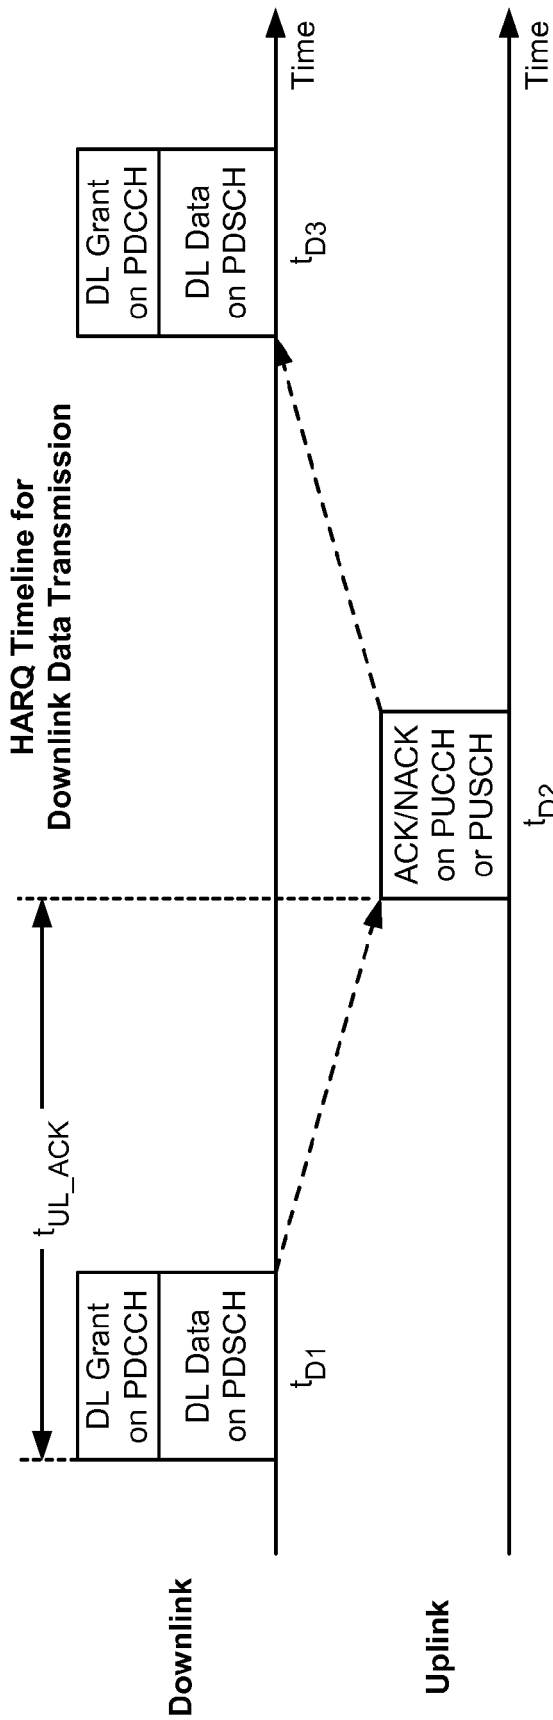 HARQ Timeline for
Downlink Data Transmission
t_UL_ACK
Downlink
DL Grant
on PDCCH
DL Data
on PDSCH
t_D1
DL Grant
on PDCCH
DL Data
on PDSCH
t_D3
Time
Uplink
ACK/NACK
on PUCCH
or PUSCH
t_D2
Time